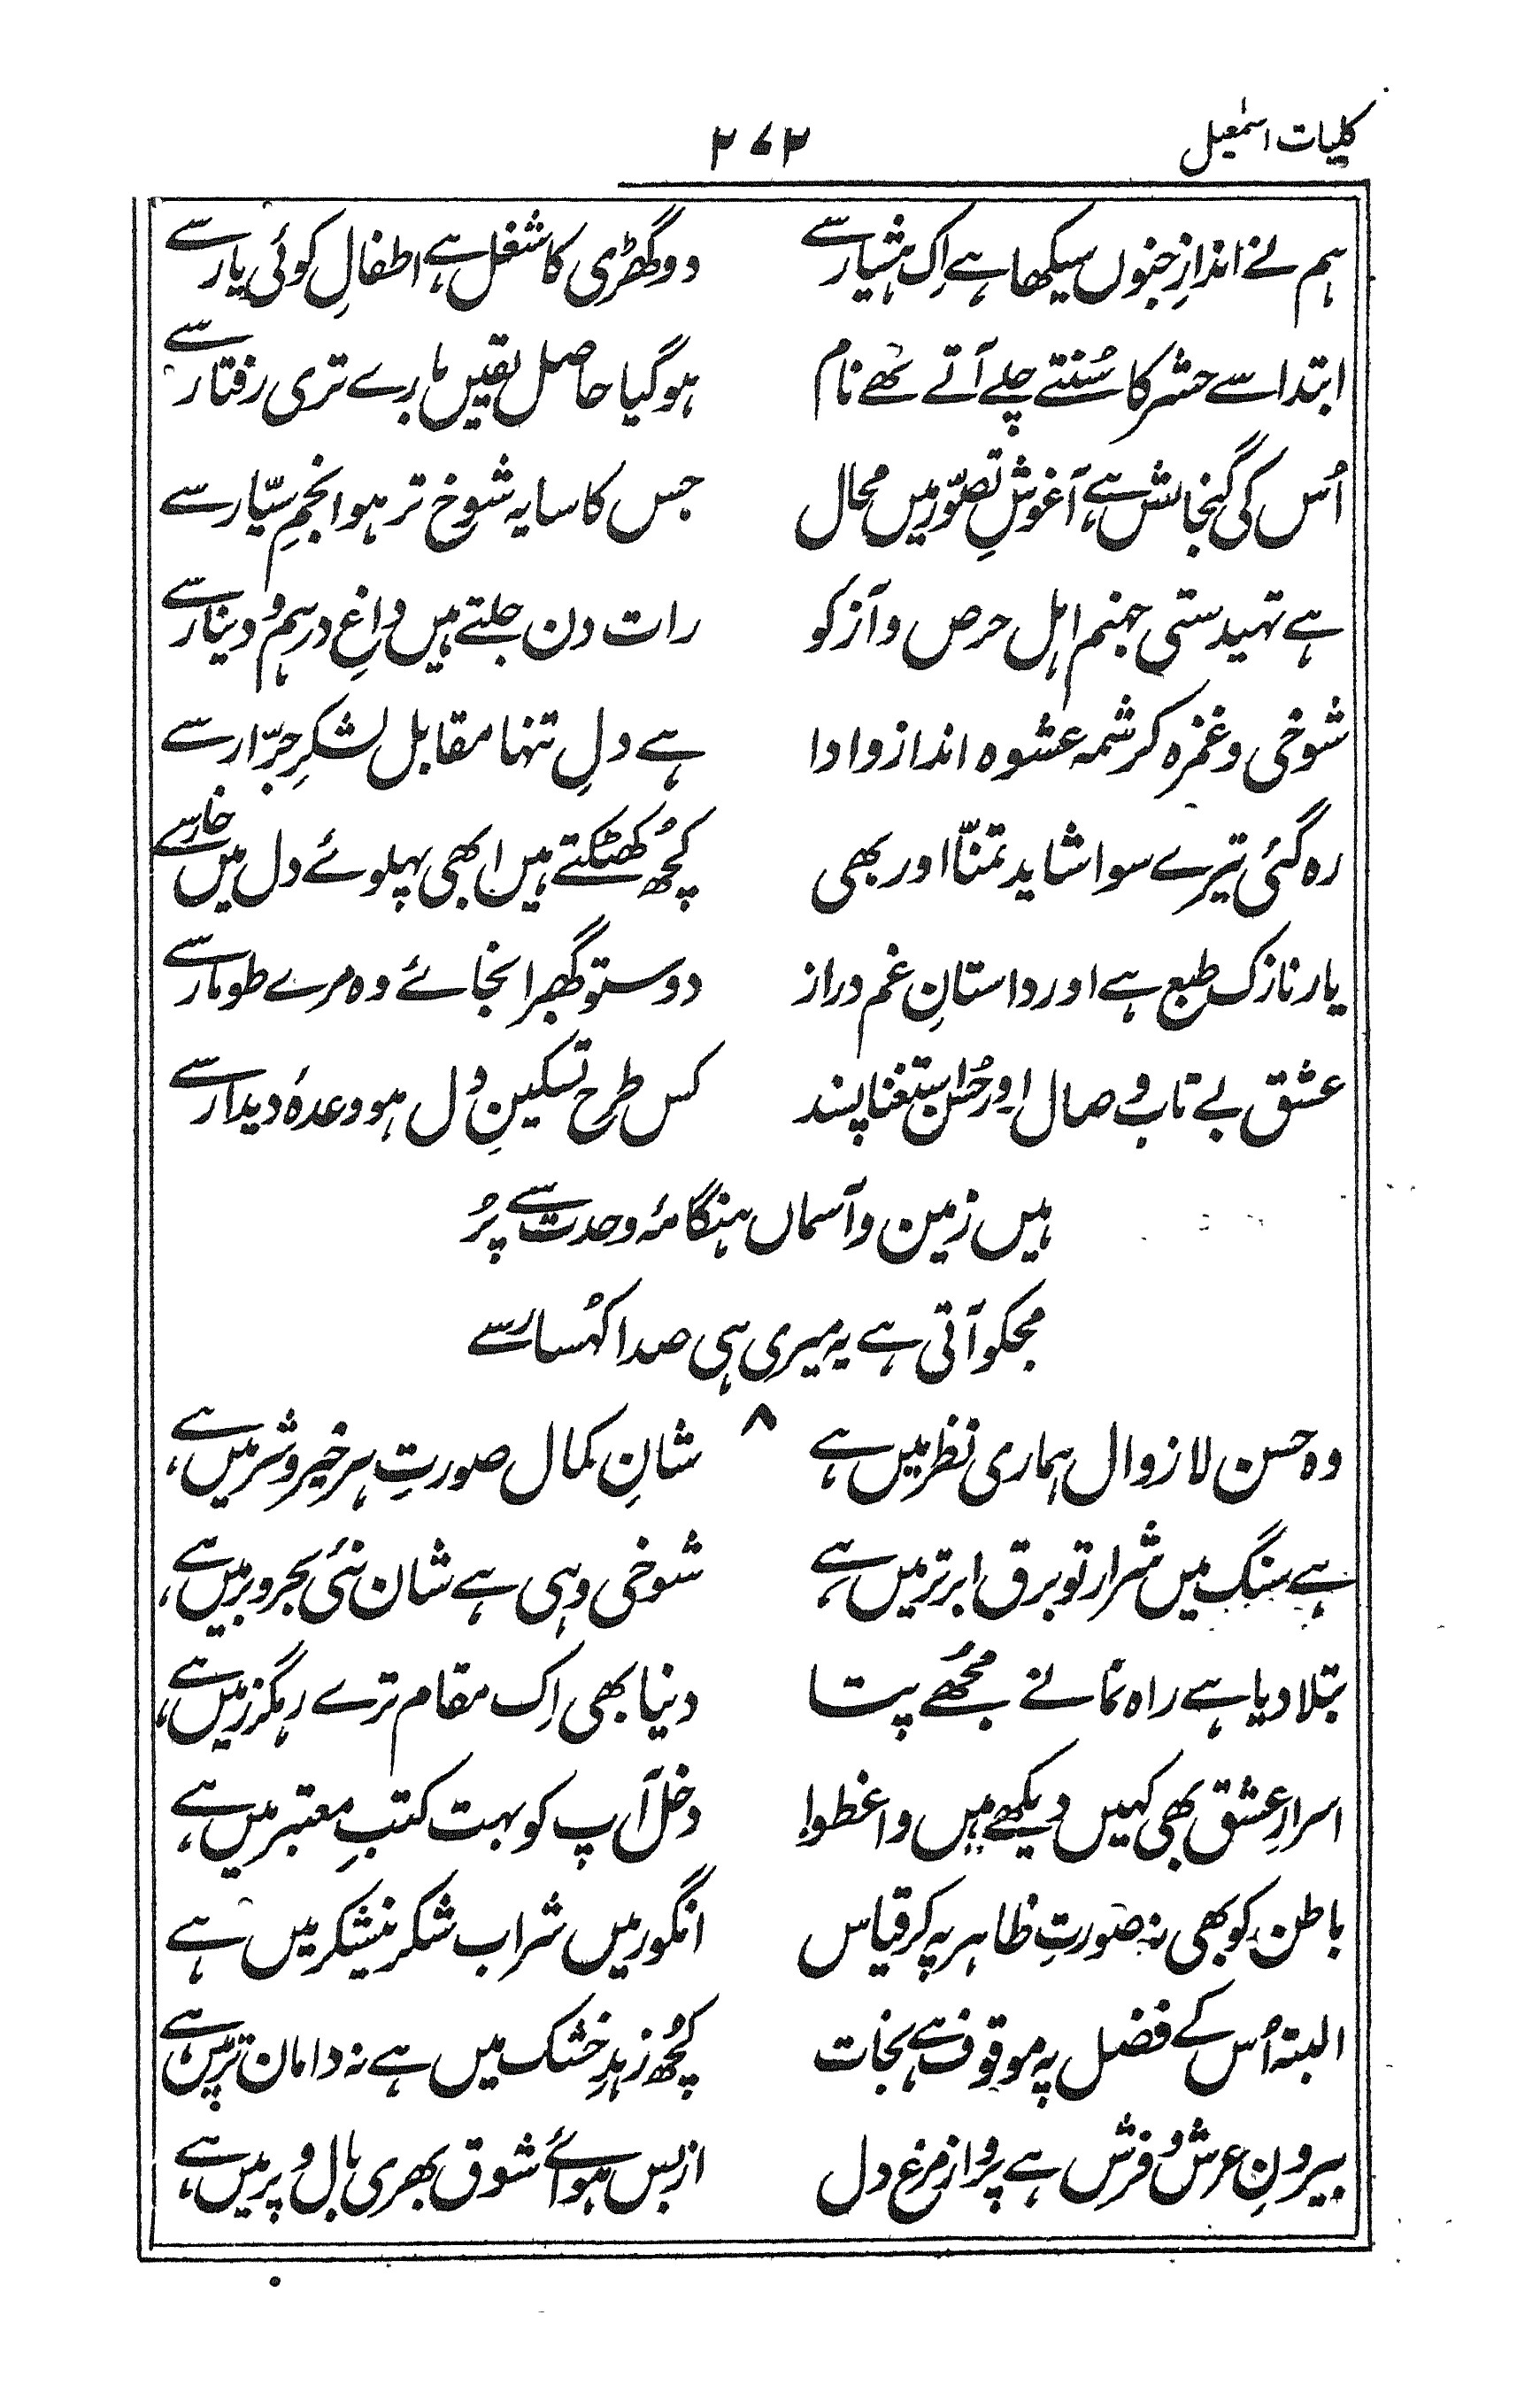 کلیات اسمٰعیل ۲۷۲
ہم نے اندازِ جنوں سیکھا ہے اِک ہشیار سے دو گھڑی کا شغل ہے اطفالِ کوئی یار سے
ابتدا سے حشر کا سُنتے چلے آتے تھے نام ہو گیا حاصل یقیں بارے تری رفتار سے
اُس کی گنجائش ہے آغوشِ تصوّر میں محال جس کا سایہ شوخ تر ہو انجمِ سیّار سے
ہے تہیدستی جہنم اہل حرص و آز کو رات دن جلتے ہیں داغِ درہم و دینار سے
شوخی و غمزہ کرشمہ عشوہ انداز و ادا ہے دلِ تنہا مقابل لشکرِ جرّار سے
رہ گئی تیرے سوا شاید تمنّا اور بھی کچھُ کھٹکتے ہیں ابھی پہلوئے دل میں خار سے
یار نازک طبع ہے اور داستانِ غم دراز دوستو گھبرا نجائے وہ مرے طومار سے
عشق بے تاب وصال اور حُسن استغنا پسند کس طرح تسکینِ دل ہو وعدہٴ دیدار سے
ہیں زمین و آسماں ہنگامۂ وحدت سے پُر
مجکو آتی ہے یہ میری ہی صدا کہُسار سے
۸
وہ حسن لازوال ہماری نظر میں ہے شانِ کمال صورتِ ہر خیر و شر میں ہے
ہے سنگ میں شرار تو برق ابر تر میں ہے شوخی وہی ہے شان نئی بحر و بر میں ہے
بتلا دیا ہے راہ نما نے مجھُے پتا دنیا بھی اِک مقام ترے رہگزر میں ہے
اسرارِ عشق بھی کہیں دیکھے ہیں واعظو! دخل آپ کو بہت کتبِ معتبر میں ہے
باطن کو بھی نہ صورتِ ظاہر پہ کر قیاس انگور میں شراب شکر نیشکر میں ہے
البتہ اُس کے فضل پہ موقوف ہے نجات کچھُ زہدِ خشک میں ہے نہ دامان تر میں ہے
بیرونِ عرش و فرش ہے پرواز مرغ دل از بس ہوائے شوق بھری بال و پر میں ہے